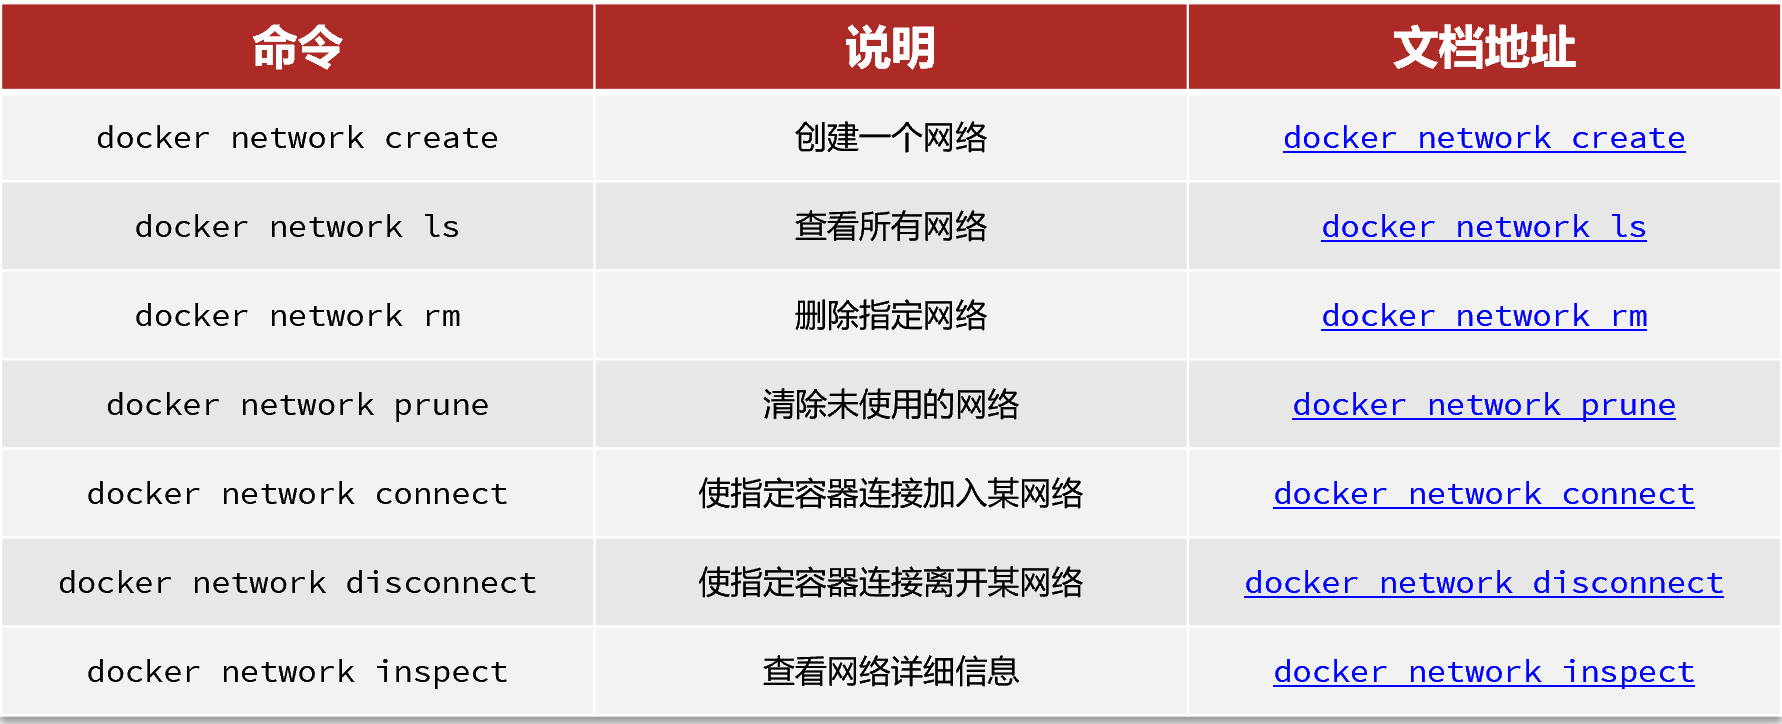 命令 说明 文档地址
docker network create 创建一个网络 docker network create
docker network ls 查看所有网络 docker network ls
docker network rm 删除指定网络 docker network rm
docker network prune 清除未使用的网络 docker network prune
docker network connect 使指定容器连接加入某网络 docker network connect
docker network disconnect 使指定容器连接离开某网络 docker network disconnect
docker network inspect 查看网络详细信息 docker network inspect